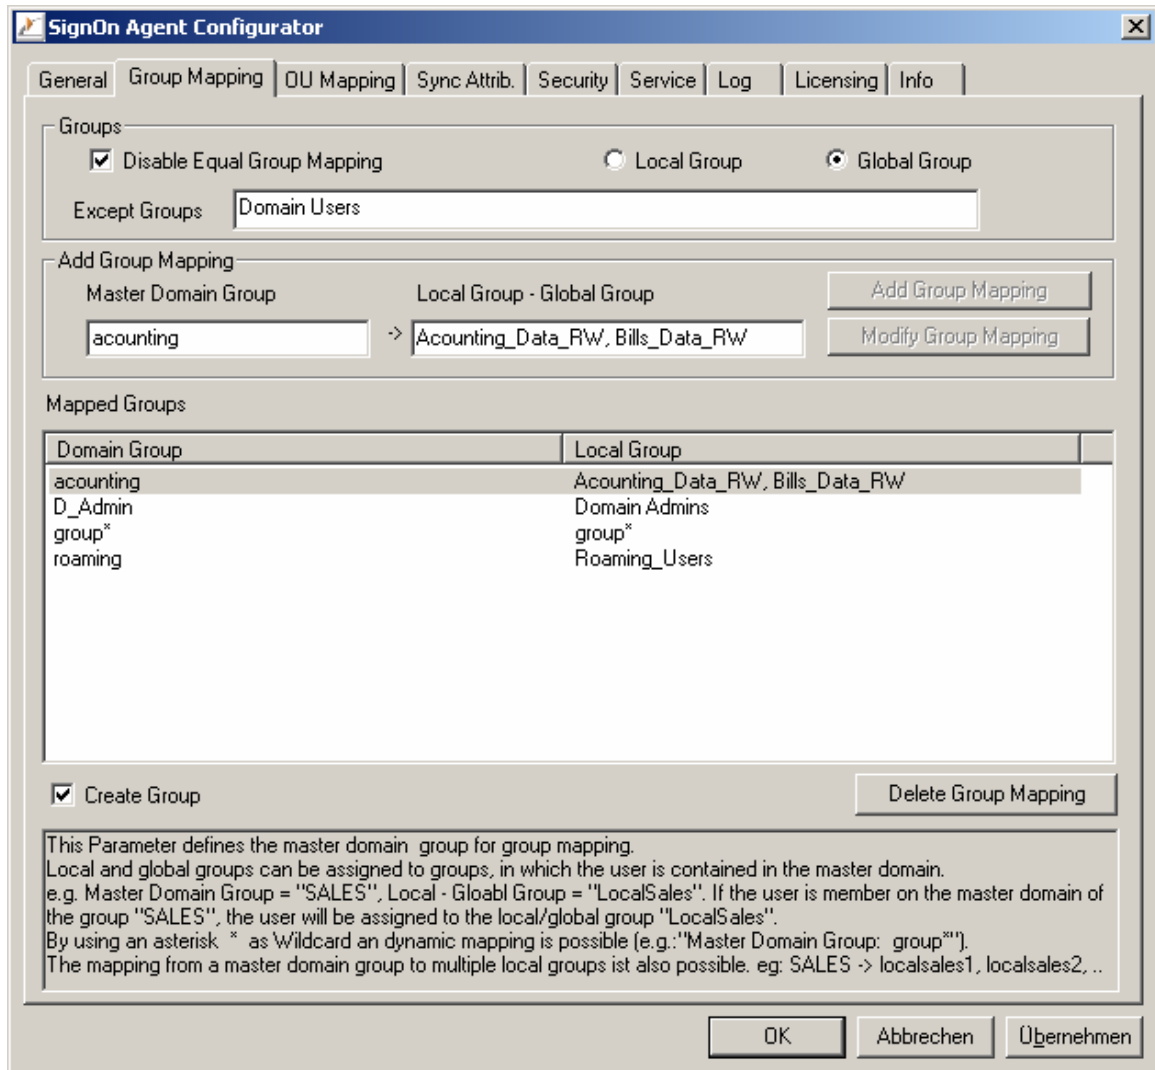 SignOn Agent Configurator
General Group Mapping OU Mapping Sync Attrib. Security Service Log Licensing Info
Groups
Disable Equal Group Mapping Local Group Global Group
Except Groups Domain Users
Add Group Mapping
Master Domain Group Local Group - Global Group Add Group Mapping
acounting -> Acounting_Data_RW, Bills_Data_RW Modify Group Mapping
Mapped Groups
Domain Group Local Group
acounting Acounting_Data_RW, Bills_Data_RW
D_Admin Domain Admins
group* group*
roaming Roaming_Users
Create Group Delete Group Mapping
This Parameter defines the master domain group for group mapping.
Local and global groups can be assigned to groups, in which the user is contained in the master domain.
e.g. Master Domain Group = "SALES", Local - Gloabl Group = "LocalSales". If the user is member on the master domain of
the group "SALES", the user will be assigned to the local/global group "LocalSales".
By using an asterisk * as Wildcard an dynamic mapping is possible (e.g.:"Master Domain Group: group*").
The mapping from a master domain group to multiple local groups ist also possible. eg: SALES -> localsales1, localsales2, ..
OK Abbrechen Übernehmen